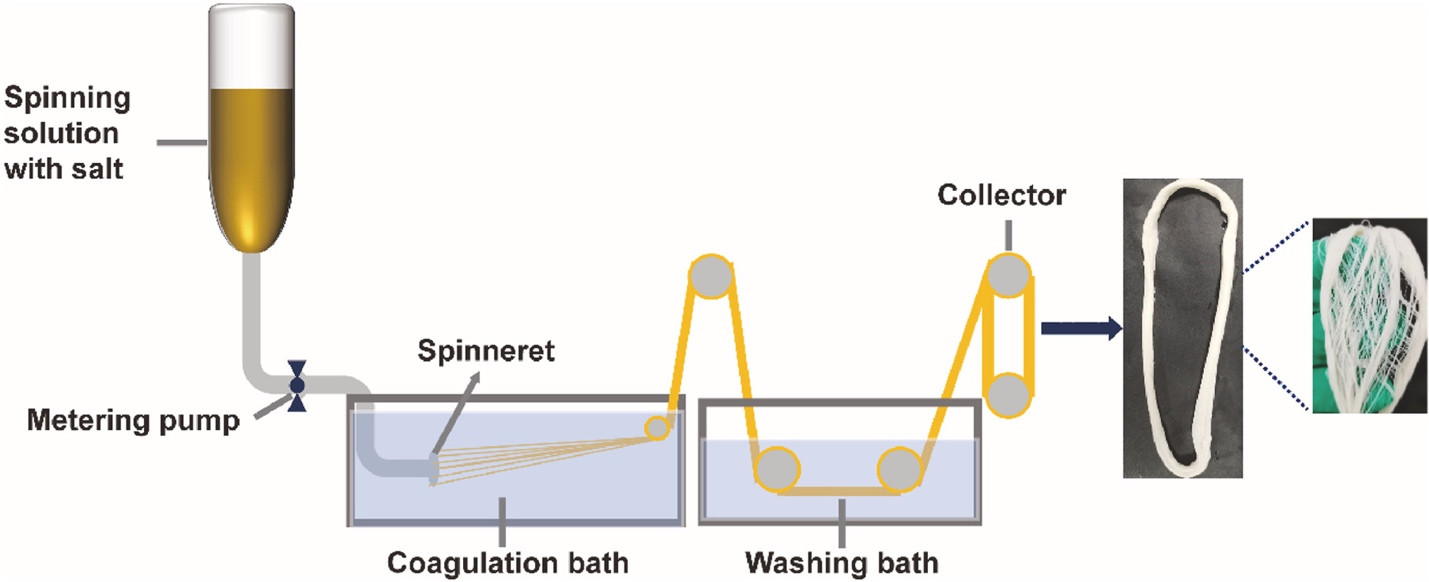 Spinning
solution
with salt
Collector
Spinneret
Metering pump
Coagulation bath
Washing bath